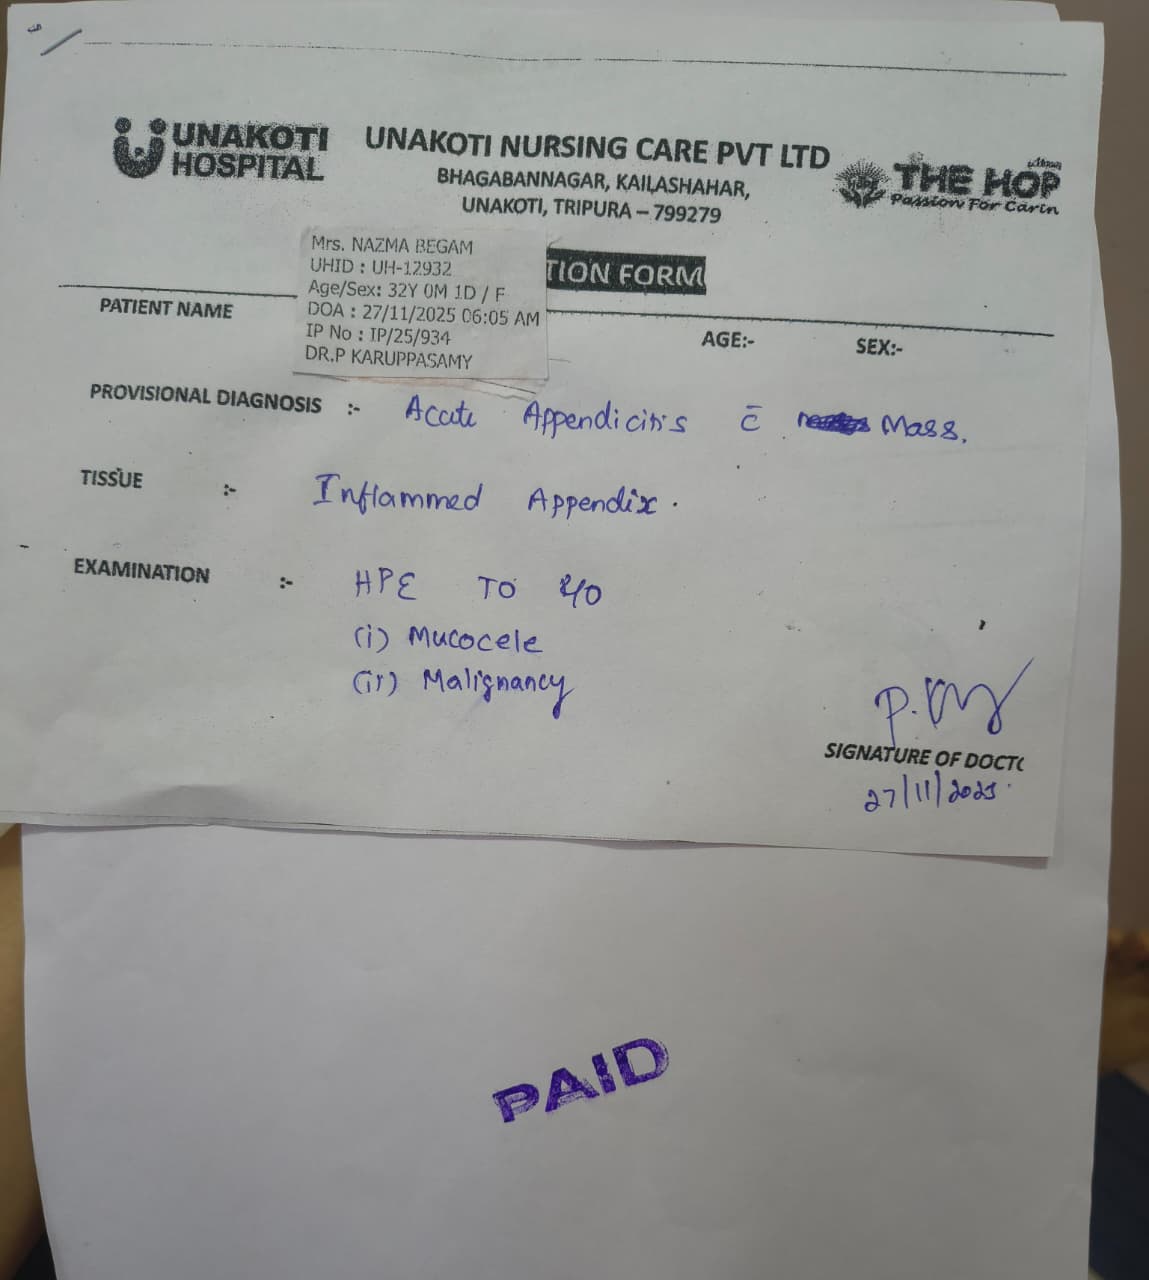 UNAKOTI
HOSPITAL
UNAKOTI NURSING CARE PVT LTD
BHAGABANNAGAR, KAILASHAHAR,
UNAKOTI, TRIPURA – 799279
THE HOP
Passion For Carin
TION FORM
Mrs. NAZMA BEGAM
UHID : UH-12932
Age/Sex: 32Y 0M 1D / F
DOA : 27/11/2025 06:05 AM
IP No : IP/25/934
DR.P KARUPPASAMY
PATIENT NAME AGE:- SEX:-
PROVISIONAL DIAGNOSIS :- Acute Appendicitis c̄ Mass.
TISSUE :- Inflammed Appendix.
EXAMINATION :- HPE TO R/O
(i) Mucocele
(ii) Malignancy
SIGNATURE OF DOCTO
27/11/2025
PAID